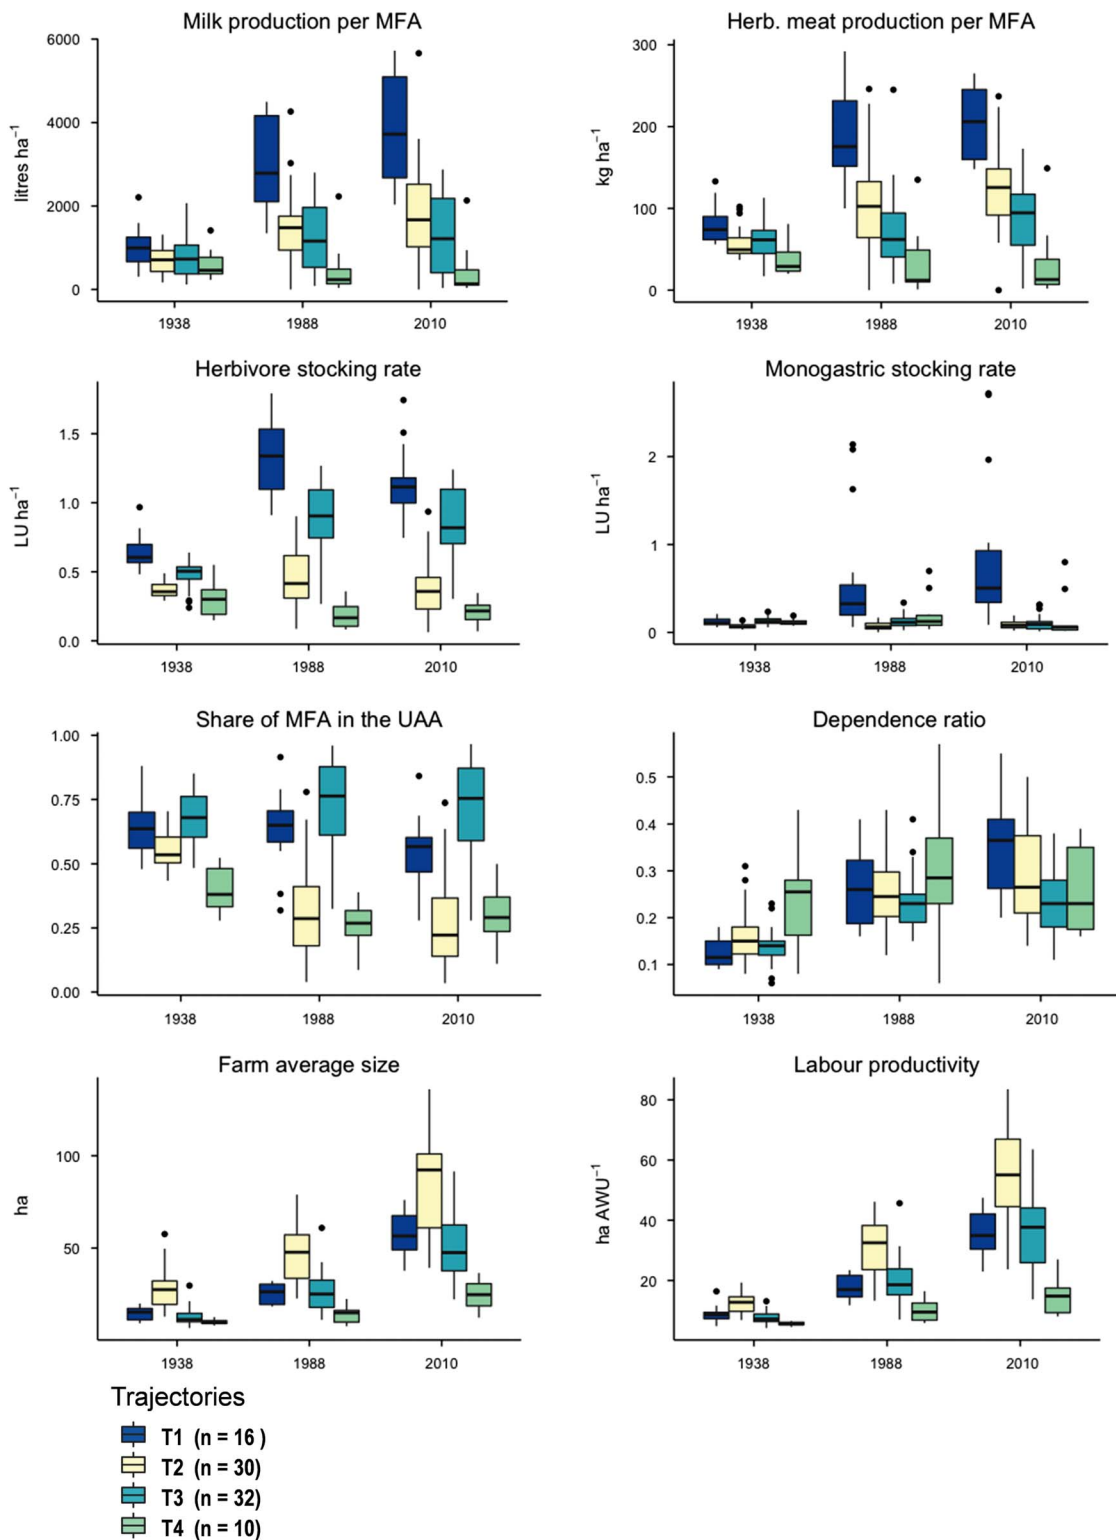 Milk production per MFA
litres ha⁻¹
6000
4000
2000
0
1938
1988
2010
Herb. meat production per MFA
kg ha⁻¹
300
200
100
0
1938
1988
2010
Herbivore stocking rate
LU ha⁻¹
1.5
1.0
0.5
0.0
1938
1988
2010
Monogastric stocking rate
LU ha⁻¹
2
1
0
1938
1988
2010
Share of MFA in the UAA
1.00
0.75
0.50
0.25
0.00
1938
1988
2010
Dependence ratio
0.5
0.4
0.3
0.2
0.1
1938
1988
2010
Farm average size
ha
100
50
1938
1988
2010
Labour productivity
ha AWU⁻¹
80
60
40
20
1938
1988
2010
Trajectories
T1 (n = 16 )
T2 (n = 30)
T3 (n = 32)
T4 (n = 10)